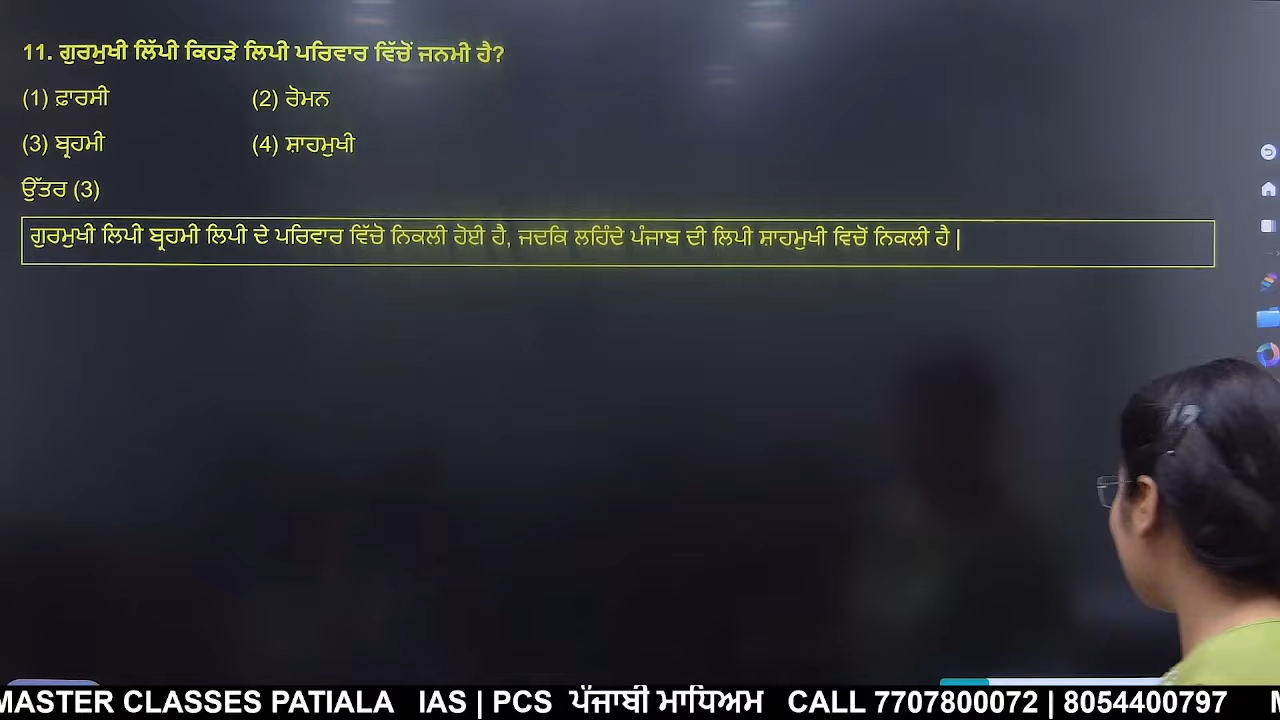 11. ਗੁਰਮੁਖੀ ਲਿੱਪੀ ਕਿਹੜੇ ਲਿਪੀ ਪਰਿਵਾਰ ਵਿੱਚੋਂ ਜਨਮੀ ਹੈ?
(1) ਫ਼ਾਰਸੀ (2) ਰੋਮਨ
(3) ਬ੍ਰਹਮੀ (4) ਸ਼ਾਹਮੁਖੀ
ਉੱਤਰ (3)
ਗੁਰਮੁਖੀ ਲਿਪੀ ਬ੍ਰਹਮੀ ਲਿਪੀ ਦੇ ਪਰਿਵਾਰ ਵਿੱਚੋ ਨਿਕਲੀ ਹੋਈ ਹੈ, ਜਦਕਿ ਲਹਿੰਦੇ ਪੰਜਾਬ ਦੀ ਲਿਪੀ ਸ਼ਾਹਮੁਖੀ ਵਿਚੋਂ ਨਿਕਲੀ ਹੈ |
MASTER CLASSES PATIALA IAS | PCS ਪੰਜਾਬੀ ਮਾਧਿਅਮ CALL 7707800072 | 8054400797 M